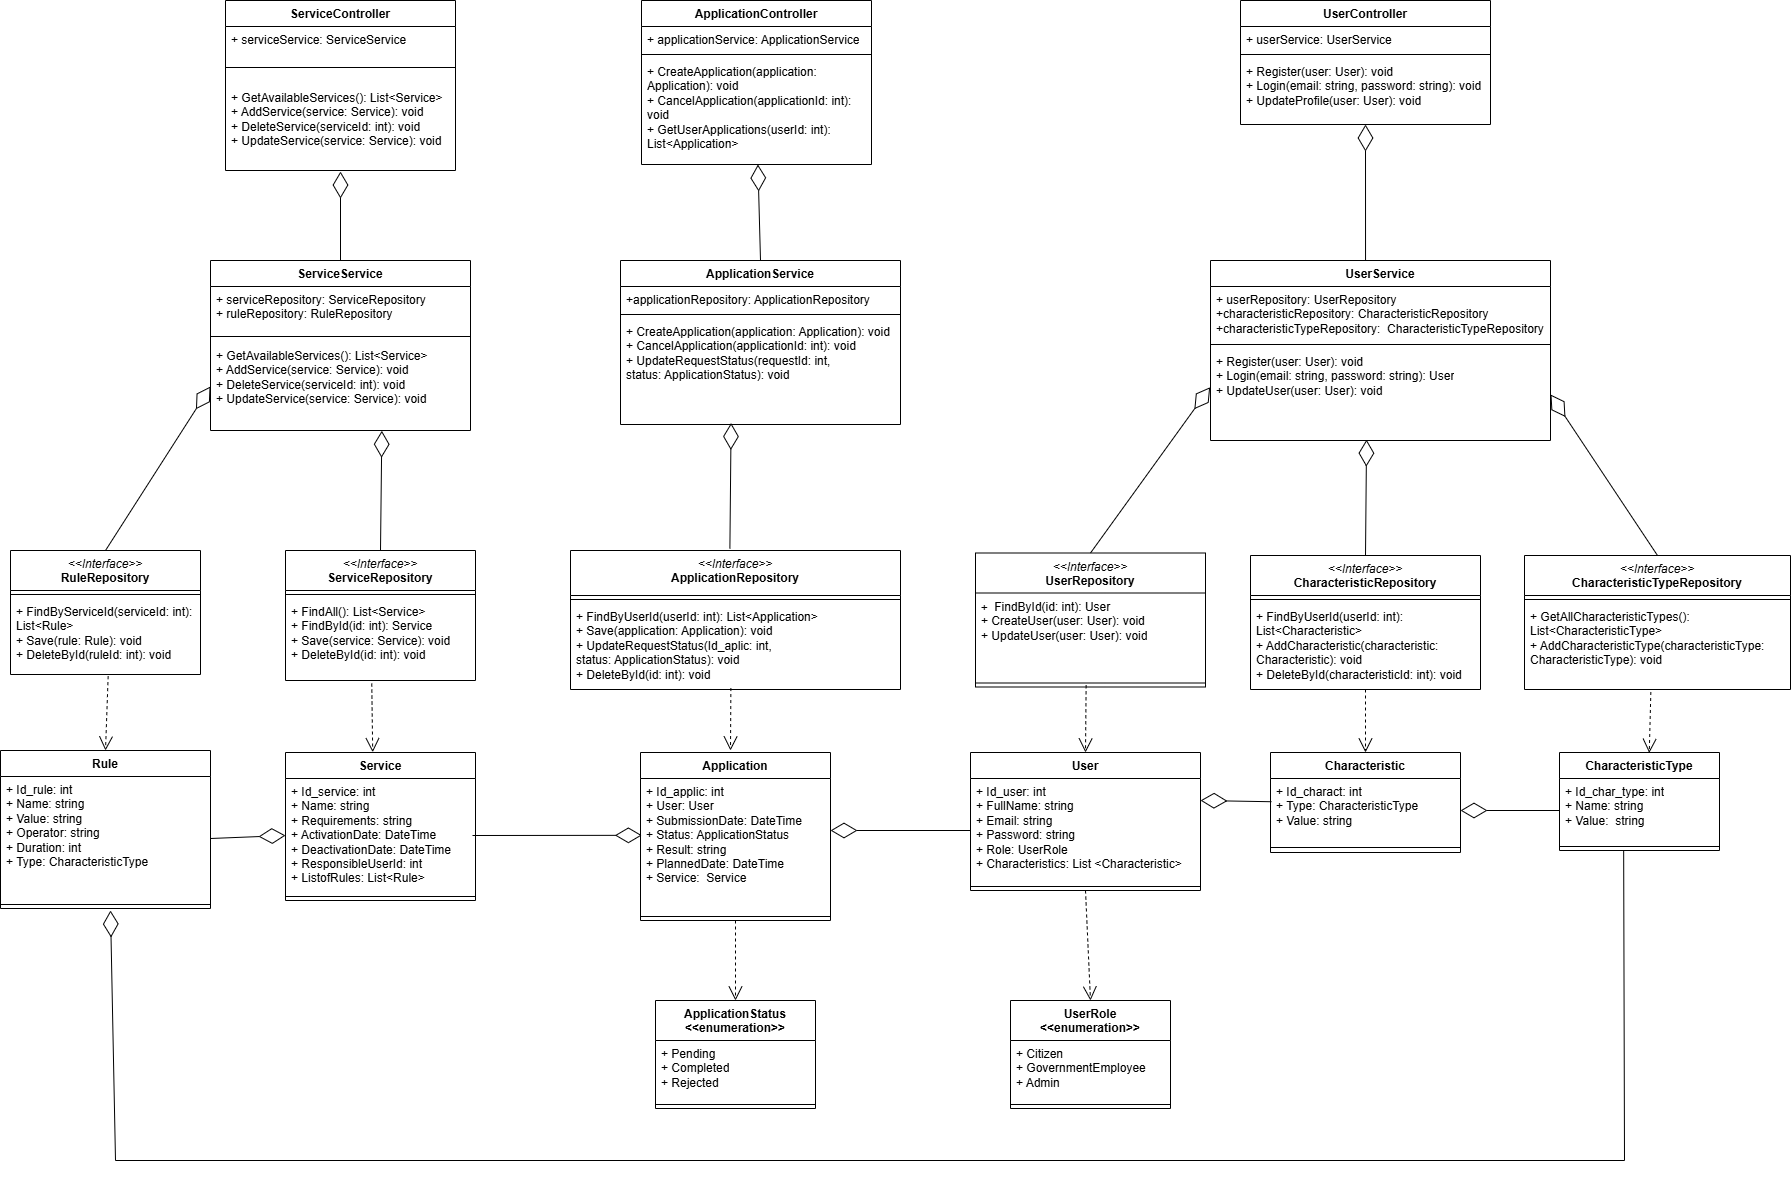 ServiceController
+ serviceService: ServiceService
+ GetAvailableServices(): List<Service>
+ AddService(service: Service): void
+ DeleteService(serviceId: int): void
+ UpdateService(service: Service): void
ApplicationController
+ applicationService: ApplicationService
+ CreateApplication(application:
Application): void
+ CancelApplication(applicationId: int):
void
+ GetUserApplications(userId: int):
List<Application>
UserController
+ userService: UserService
+ Register(user: User): void
+ Login(email: string, password: string): void
+ UpdateProfile(user: User): void
ServiceService
+ serviceRepository: ServiceRepository
+ ruleRepository: RuleRepository
+ GetAvailableServices(): List<Service>
+ AddService(service: Service): void
+ DeleteService(serviceId: int): void
+ UpdateService(service: Service): void
ApplicationService
+applicationRepository: ApplicationRepository
+ CreateApplication(application: Application): void
+ CancelApplication(applicationId: int): void
+ UpdateRequestStatus(requestId: int,
status: ApplicationStatus): void
UserService
+ userRepository: UserRepository
+characteristicRepository: CharacteristicRepository
+characteristicTypeRepository:  CharacteristicTypeRepository
+ Register(user: User): void
+ Login(email: string, password: string): User
+ UpdateUser(user: User): void
<<Interface>>
RuleRepository
+ FindByServiceId(serviceId: int):
List<Rule>
+ Save(rule: Rule): void
+ DeleteById(ruleId: int): void
<<Interface>>
ServiceRepository
+ FindAll(): List<Service>
+ FindById(id: int): Service
+ Save(service: Service): void
+ DeleteById(id: int): void
<<Interface>>
ApplicationRepository
+ FindByUserId(userId: int): List<Application>
+ Save(application: Application): void
+ UpdateRequestStatus(Id_aplic: int,
status: ApplicationStatus): void
+ DeleteById(id: int): void
<<Interface>>
UserRepository
+  FindById(id: int): User
+ CreateUser(user: User): void
+ UpdateUser(user: User): void
<<Interface>>
CharacteristicRepository
+ FindByUserId(userId: int):
List<Characteristic>
+ AddCharacteristic(characteristic:
Characteristic): void
+ DeleteById(characteristicId: int): void
<<Interface>>
CharacteristicTypeRepository
+ GetAllCharacteristicTypes():
List<CharacteristicType>
+ AddCharacteristicType(characteristicType:
CharacteristicType): void
Rule
+ Id_rule: int
+ Name: string
+ Value: string
+ Operator: string
+ Duration: int
+ Type: CharacteristicType
Service
+ Id_service: int
+ Name: string
+ Requirements: string
+ ActivationDate: DateTime
+ DeactivationDate: DateTime
+ ResponsibleUserId: int
+ ListofRules: List<Rule>
Application
+ Id_applic: int
+ User: User
+ SubmissionDate: DateTime
+ Status: ApplicationStatus
+ Result: string
+ PlannedDate: DateTime
+ Service:  Service
User
+ Id_user: int
+ FullName: string
+ Email: string
+ Password: string
+ Role: UserRole
+ Characteristics: List <Characteristic>
Characteristic
+ Id_charact: int
+ Type: CharacteristicType
+ Value: string
CharacteristicType
+ Id_char_type: int
+ Name: string
+ Value:  string
ApplicationStatus
<<enumeration>>
+ Pending
+ Completed
+ Rejected
UserRole
<<enumeration>>
+ Citizen
+ GovernmentEmployee
+ Admin